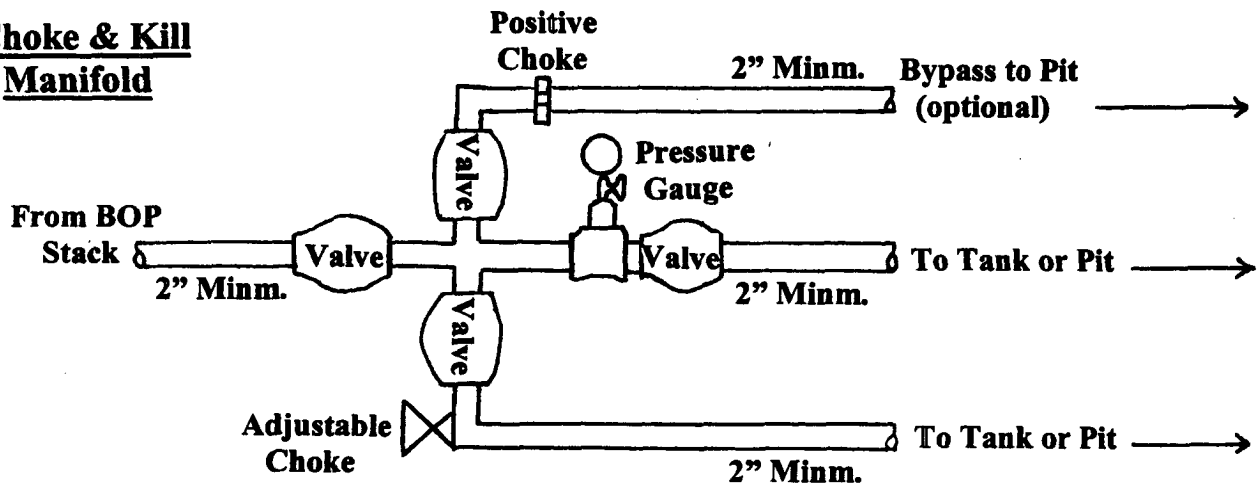 hoke & Kill
Manifold
Positive
Choke
2” Minm.
Bypass to Pit
(optional)
Valve
Pressure
Gauge
From BOP
Stack
Valve
Valve
To Tank or Pit
2” Minm.
2” Minm.
Valve
Adjustable
Choke
To Tank or Pit
2” Minm.